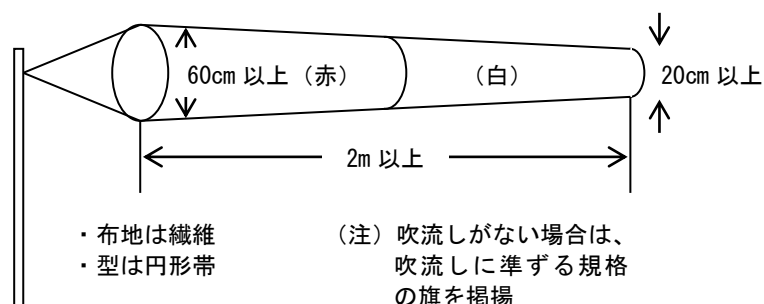 60cm 以上（赤）
（白）
20cm 以上
2m 以上
・布地は繊維
・型は円形帯
（注）吹流しがない場合は、
吹流しに準ずる規格
の旗を掲揚